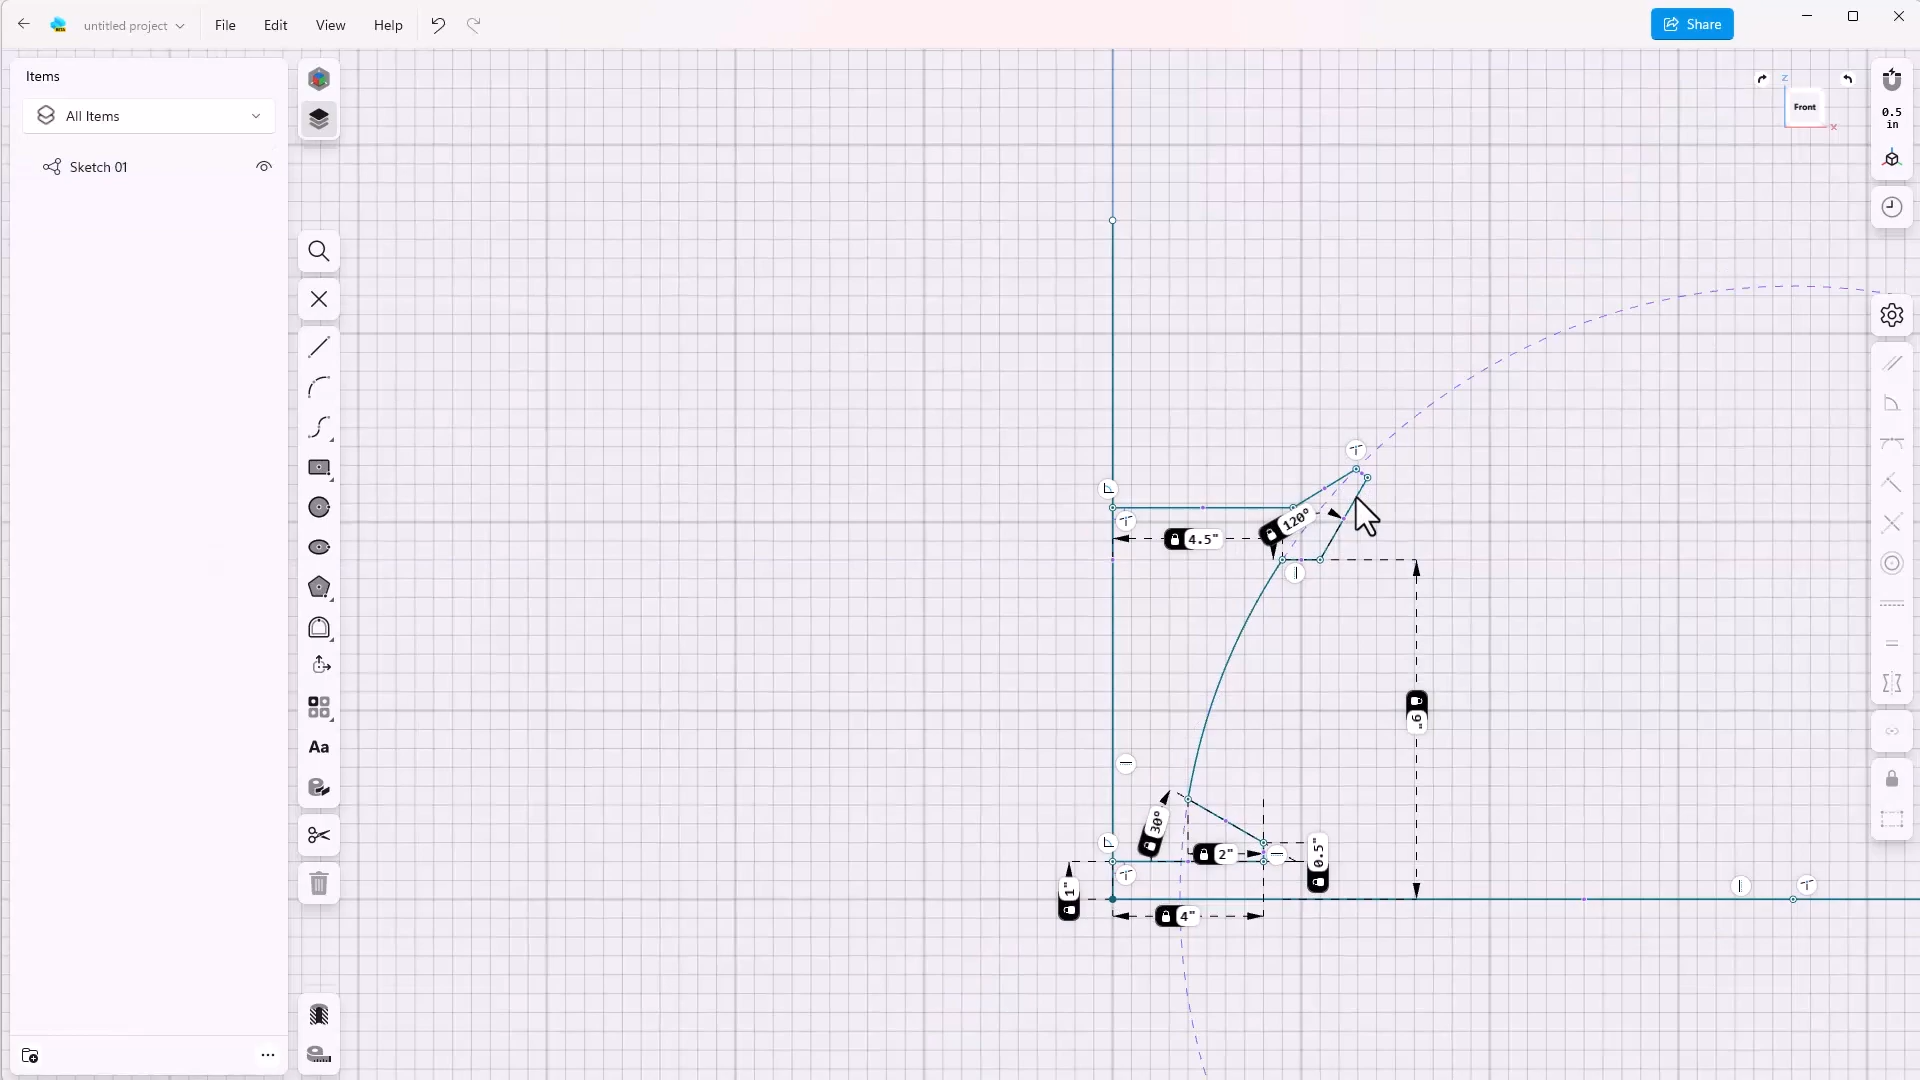 untitled project
File
Edit
View
Help
Share
Items
All Items
Sketch 01
Z
Front
X
0.5
in
120°
4.5"
9"
30°
2"
0.5"
1"
4"
Aa